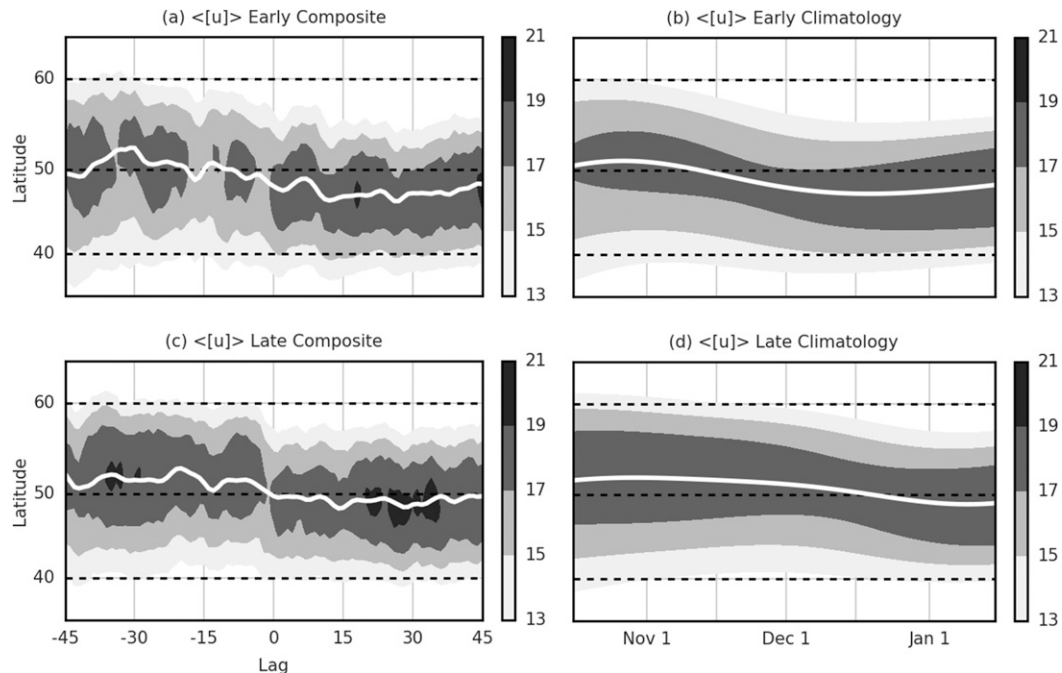 (a) <[u]> Early Composite
(b) <[u]> Early Climatology
Latitude
60
50
40
21
19
17
15
13
21
19
17
15
13
(c) <[u]> Late Composite
(d) <[u]> Late Climatology
Latitude
60
50
40
21
19
17
15
13
21
19
17
15
13
-45 -30 -15 0 15 30 45
Lag
Nov 1 Dec 1 Jan 1